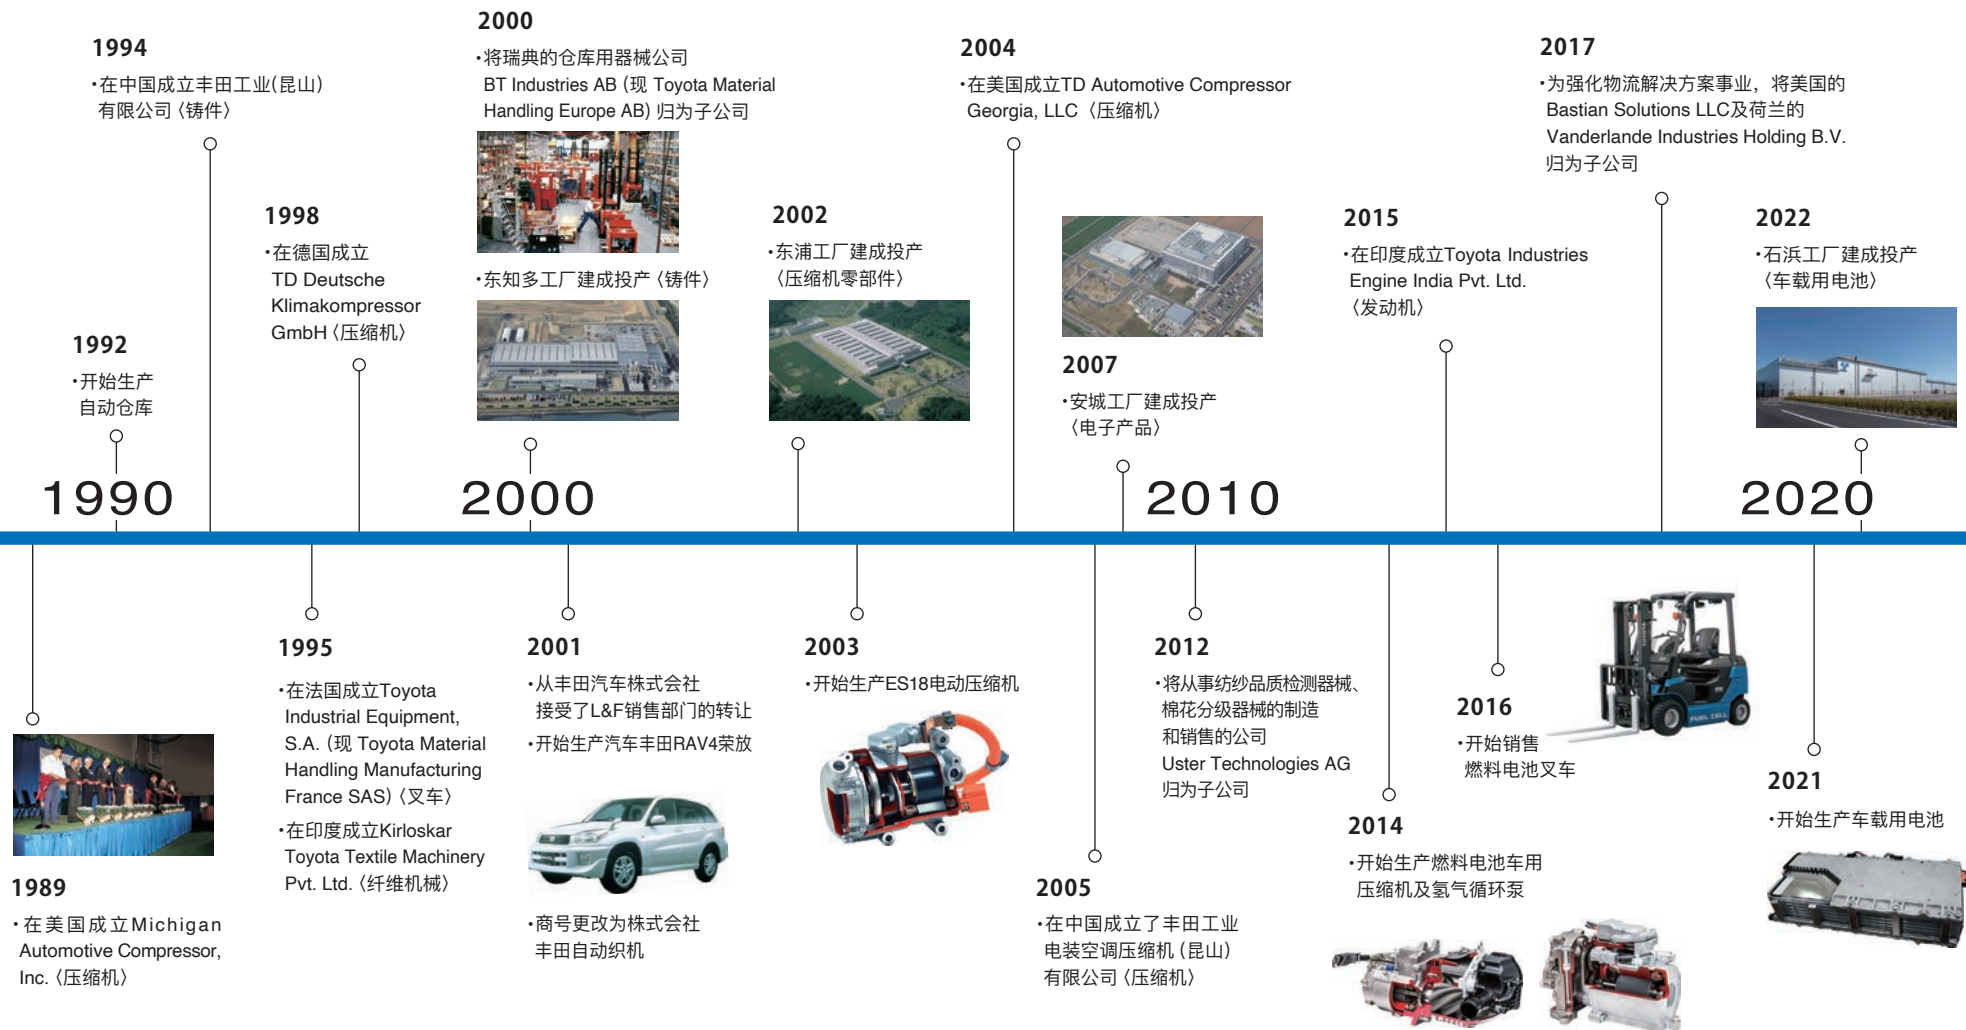 1994
·在中国成立丰田工业(昆山)
有限公司〈铸件〉
1998
·在德国成立
TD Deutsche
Klimakompressor
GmbH〈压缩机〉
1992
·开始生产
自动仓库
2000
·将瑞典的仓库用器械公司
BT Industries AB (现 Toyota Material
Handling Europe AB) 归为子公司
·东知多工厂建成投产〈铸件〉
2002
·东浦工厂建成投产
〈压缩机零部件〉
2004
·在美国成立TD Automotive Compressor
Georgia, LLC〈压缩机〉
2007
·安城工厂建成投产
〈电子产品〉
2015
·在印度成立Toyota Industries
Engine India Pvt. Ltd.
〈发动机〉
2017
·为强化物流解决方案事业，将美国的
Bastian Solutions LLC及荷兰的
Vanderlande Industries Holding B.V.
归为子公司
2022
·石浜工厂建成投产
〈车载用电池〉
1990
2000
2010
2020
1989
·在美国成立Michigan
Automotive Compressor,
Inc.〈压缩机〉
1995
·在法国成立Toyota
Industrial Equipment,
S.A. (现 Toyota Material
Handling Manufacturing
France SAS)〈叉车〉
·在印度成立Kirloskar
Toyota Textile Machinery
Pvt. Ltd.〈纤维机械〉
2001
·从丰田汽车株式会社
接受了L&F销售部门的转让
·开始生产汽车丰田RAV4荣放
·商号更改为株式会社
丰田自动织机
2003
·开始生产ES18电动压缩机
2005
·在中国成立了丰田工业
电装空调压缩机 (昆山)
有限公司〈压缩机〉
2012
·将从事纺纱品质检测器械、
棉花分级器械的制造
和销售的公司
Uster Technologies AG
归为子公司
2014
·开始生产燃料电池车用
压缩机及氢气循环泵
2016
·开始销售
燃料电池叉车
FUEL CELL
2021
·开始生产车载用电池